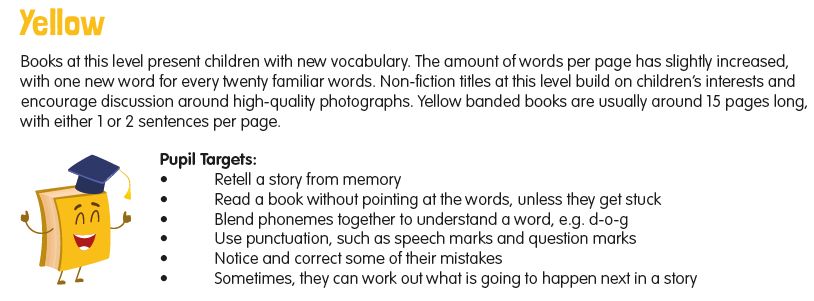 Yellow
Books at this level present children with new vocabulary. The amount of words per page has slightly increased,
with one new word for every twenty familiar words. Non-fiction titles at this level build on children's interests and
encourage discussion around high-quality photographs. Yellow banded books are usually around 15 pages long,
with either 1 or 2 sentences per page.
Pupil Targets:
• Retell a story from memory
• Read a book without pointing at the words, unless they get stuck
• Blend phonemes together to understand a word, e.g. d-o-g
• Use punctuation, such as speech marks and question marks
• Notice and correct some of their mistakes
• Sometimes, they can work out what is going to happen next in a story